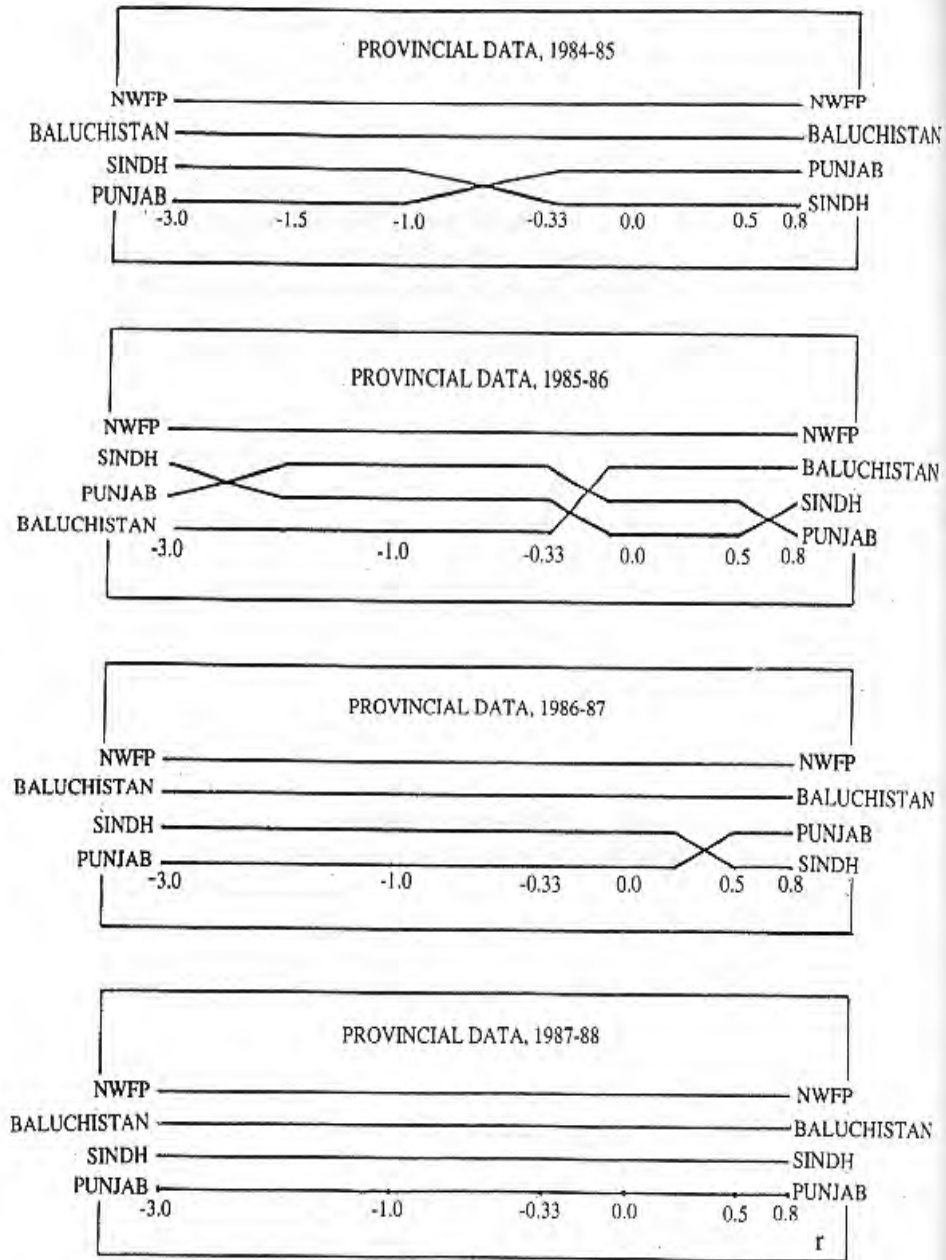 PROVINCIAL DATA, 1984-85
NWFP NWFP
BALUCHISTAN BALUCHISTAN
SINDH PUNJAB
PUNJAB SINDH
-3.0 -1.5 -1.0 -0.33 0.0 0.5 0.8
PROVINCIAL DATA, 1985-86
NWFP NWFP
SINDH BALUCHISTAN
PUNJAB SINDH
BALUCHISTAN PUNJAB
-3.0 -1.0 -0.33 0.0 0.5 0.8
PROVINCIAL DATA, 1986-87
NWFP NWFP
BALUCHISTAN BALUCHISTAN
SINDH PUNJAB
PUNJAB SINDH
-3.0 -1.0 -0.33 0.0 0.5 0.8
PROVINCIAL DATA, 1987-88
NWFP NWFP
BALUCHISTAN BALUCHISTAN
SINDH SINDH
PUNJAB PUNJAB
-3.0 -1.0 -0.33 0.0 0.5 0.8
r